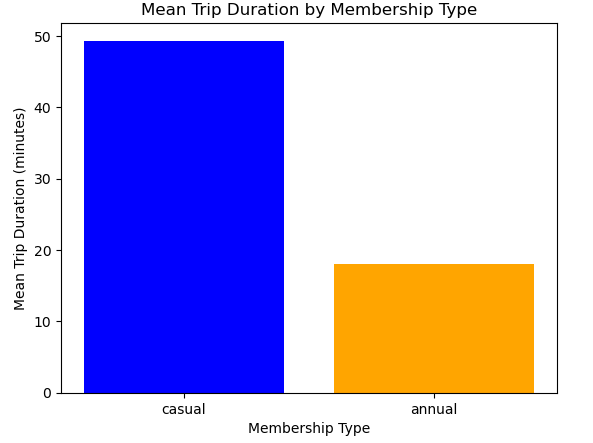 Mean Trip Duration by Membership Type
Mean Trip Duration (minutes)
50
40
30
20
10
0
casual annual
Membership Type